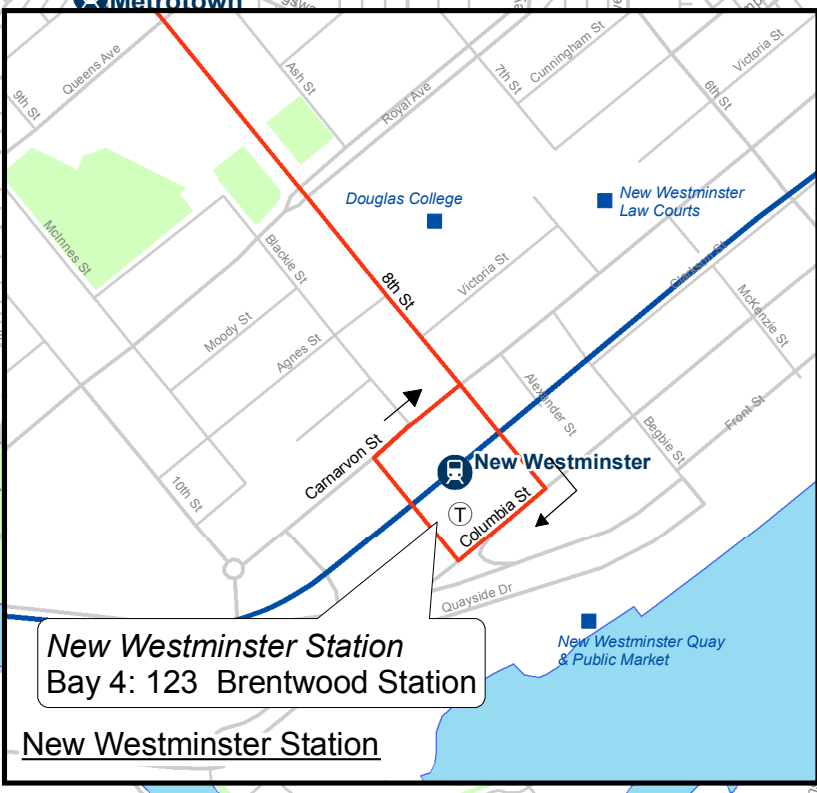 Metrotown
Queens Ave
Ash St
Cunningham St
Victoria St
9th St
7th St
6th St
Royal Ave
Douglas College
New Westminster
Law Courts
McInnes St
Blackie St
Victoria St
Clarkson St
8th St
McKenzie St
Moody St
Agnes St
Alexander St
Front St
Begbie St
Carnarvon St
New Westminster
10th St
T
Columbia St
Quayside Dr
New Westminster Quay
& Public Market
New Westminster Station
Bay 4: 123 Brentwood Station
New Westminster Station